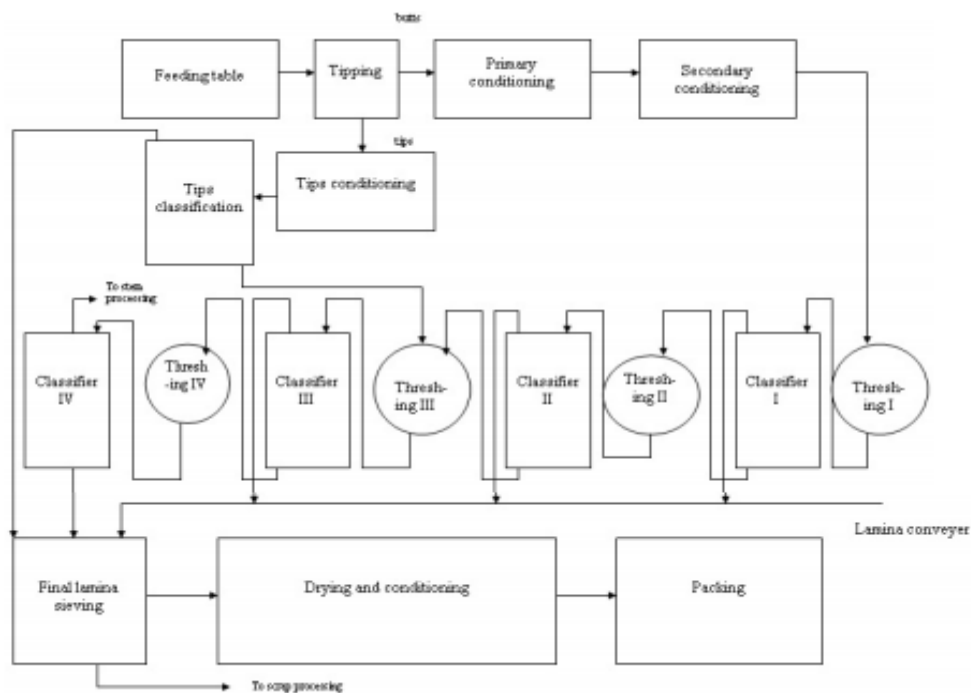 butts
Feeding table
Tipping
Primary
conditioning
Secondary
conditioning
tips
Tips conditioning
Tips
classification
To stem
processing
Classifier
IV
Thresh
-ing IV
Classifier
III
Thresh-
ing III
Classifier
II
Thresh-
ing II
Classifier
I
Thresh-
ing I
Lamina conveyer
Final lamina
sieving
Drying and conditioning
Packing
To scrap processing